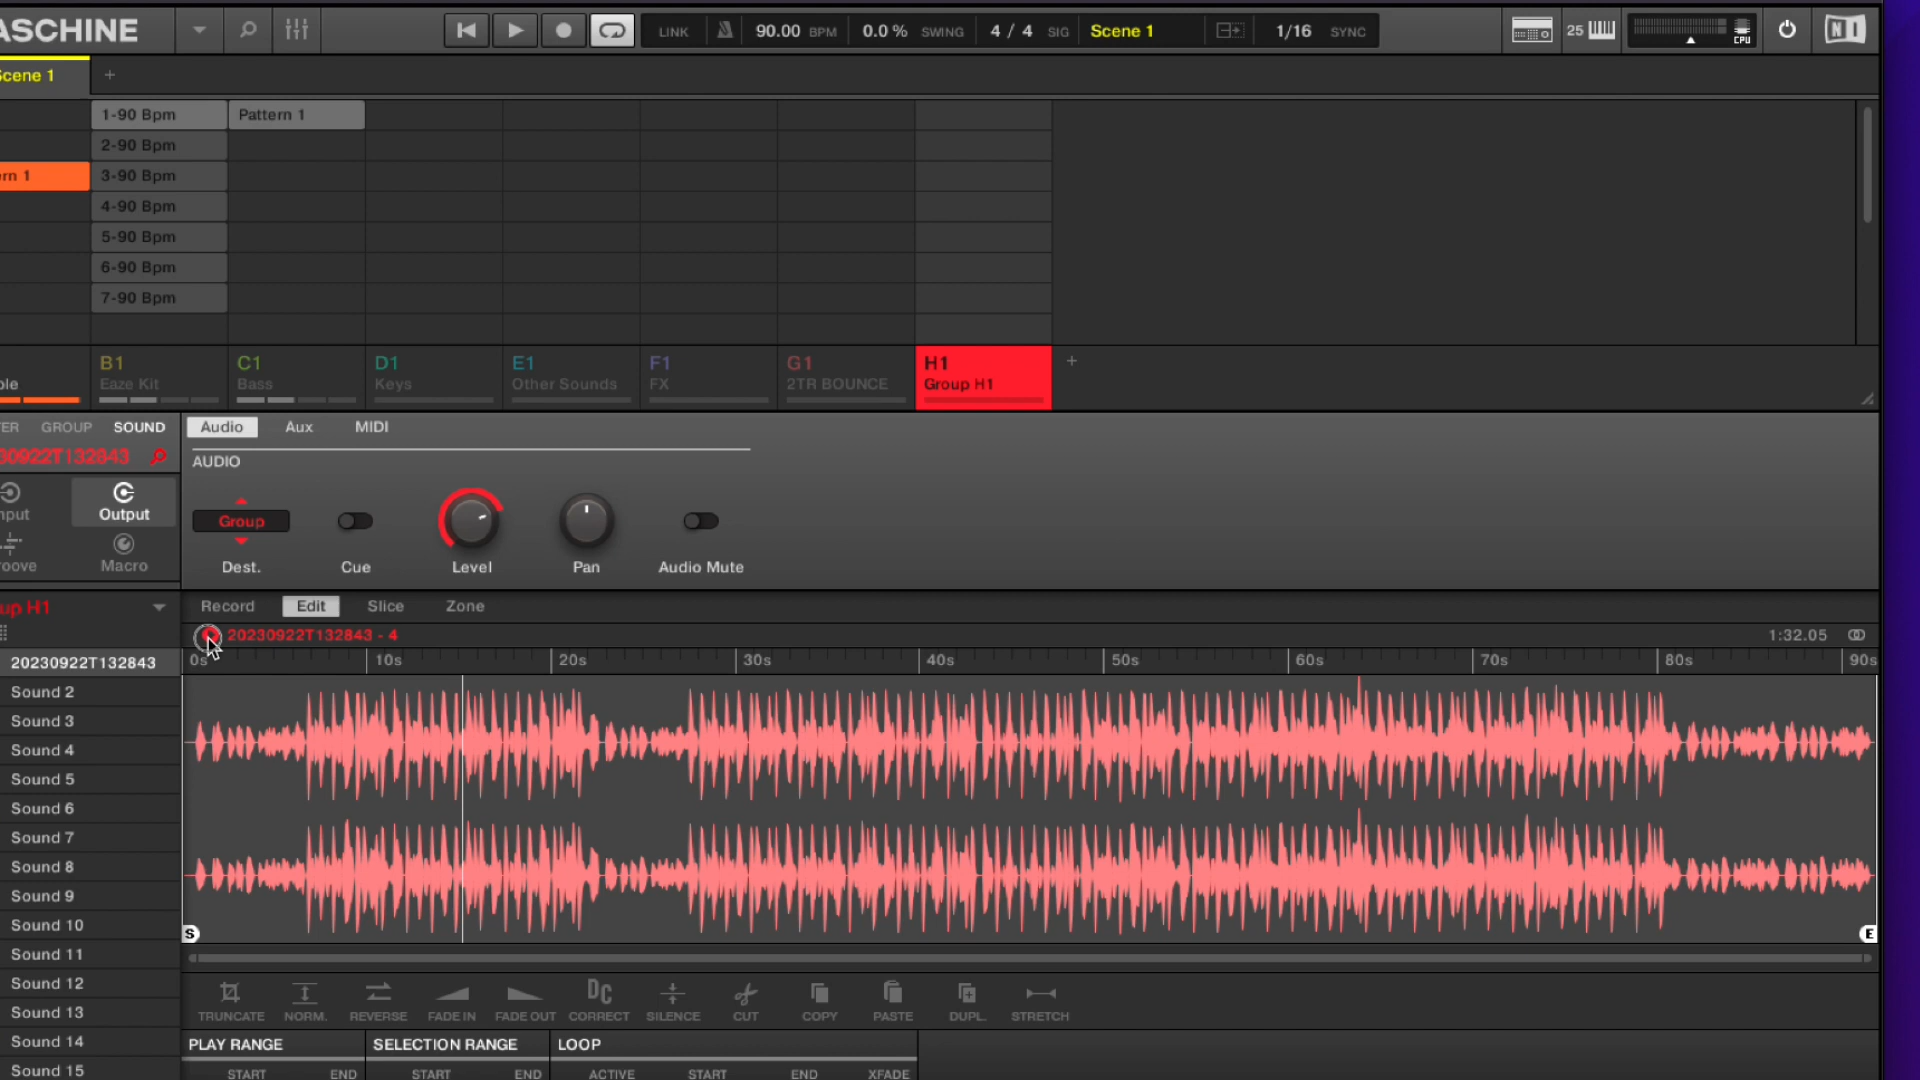 ASCHINE
LINK 90.00 BPM 0.0 % SWING 4 / 4 SIG Scene 1 1/16 SYNC 25 CPU NI
Scene 1 +
1-90 Bpm Pattern 1
2-90 Bpm
rn 1 3-90 Bpm
4-90 Bpm
5-90 Bpm
6-90 Bpm
7-90 Bpm
B1 C1 D1 E1 F1 G1 H1 +
ple Eaze Kit Bass Keys Other Sounds FX 2TR BOUNCE Group H1
TER GROUP SOUND Audio Aux MIDI
30922T132843 AUDIO
nput Output Group
roove Macro Dest. Cue Level Pan Audio Mute
up H1 Record Edit Slice Zone
20230922T132843 - 4 1:32.05
20230922T132843 0s 10s 20s 30s 40s 50s 60s 70s 80s 90s
Sound 2
Sound 3
Sound 4
Sound 5
Sound 6
Sound 7
Sound 8
Sound 9
Sound 10 S E
Sound 11
Sound 12 DC
Sound 13 TRUNCATE NORM. REVERSE FADE IN FADE OUT CORRECT SILENCE CUT COPY PASTE DUPL. STRETCH
Sound 14 PLAY RANGE SELECTION RANGE LOOP
Sound 15 START END START END ACTIVE START END XFADE